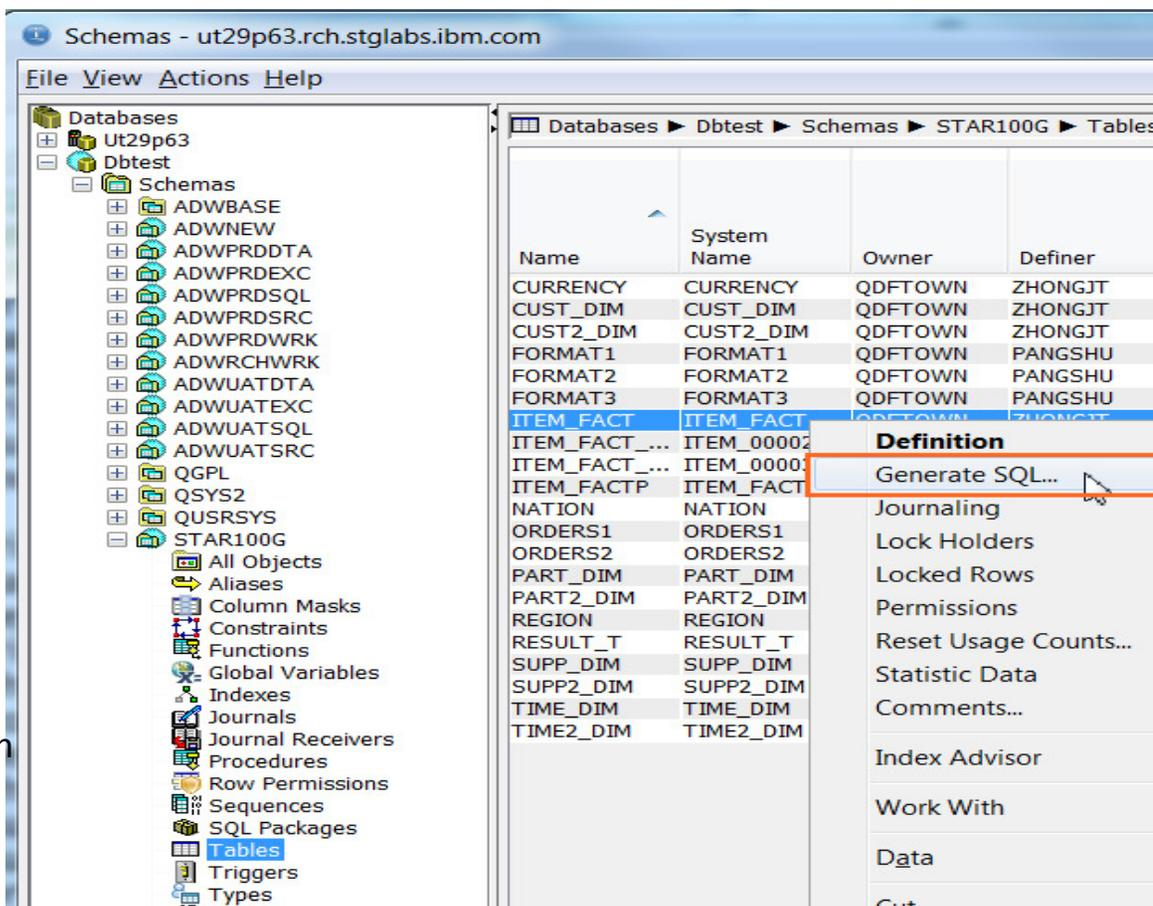 Schemas - ut29p63.rch.stglabs.ibm.com
File View Actions Help
Databases
Ut29p63
Dbtest
Schemas
ADWBASE
ADWNEW
ADWPRDDTA
ADWPRDEXC
ADWPRDSQL
ADWPRDSRC
ADWPRDWRK
ADWRCHWRK
ADWUATDTA
ADWUATEXC
ADWUATSQL
ADWUATSRC
QGPL
QSYS2
QUSRSYS
STAR100G
All Objects
Aliases
Column Masks
Constraints
Functions
Global Variables
Indexes
Journals
Journal Receivers
Procedures
Row Permissions
Sequences
SQL Packages
Tables
Triggers
Types
Databases ▶ Dbtest ▶ Schemas ▶ STAR100G ▶ Tables
Name System Name Owner Definer
CURRENCY CURRENCY QDFTOWN ZHONGJT
CUST_DIM CUST_DIM QDFTOWN ZHONGJT
CUST2_DIM CUST2_DIM QDFTOWN ZHONGJT
FORMAT1 FORMAT1 QDFTOWN PANGSHU
FORMAT2 FORMAT2 QDFTOWN PANGSHU
FORMAT3 FORMAT3 QDFTOWN PANGSHU
ITEM_FACT ITEM_FACT QDFTOWN ZHONGJT
ITEM_FACT_... ITEM_00002
ITEM_FACT_...
ITEM_FACTP ITEM_FACT
NATION NATION
ORDERS1 ORDERS1
ORDERS2 ORDERS2
PART_DIM PART_DIM
PART2_DIM PART2_DIM
REGION REGION
RESULT_T RESULT_T
SUPP_DIM SUPP_DIM
SUPP2_DIM SUPP2_DIM
TIME_DIM TIME_DIM
TIME2_DIM TIME2_DIM
Definition
Generate SQL...
Journaling
Lock Holders
Locked Rows
Permissions
Reset Usage Counts...
Statistic Data
Comments...
Index Advisor
Work With
Data